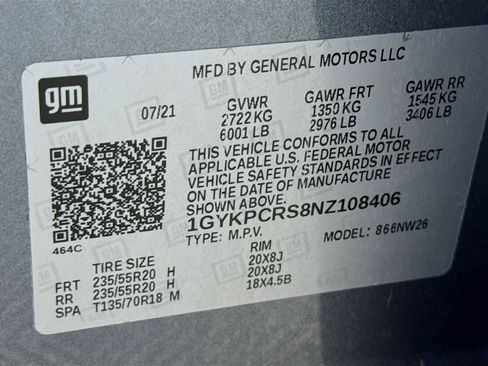 gm
MFD BY GENERAL MOTORS LLC
07/21 GVWR GAWR FRT GAWR RR
2722 KG 1350 KG 1545 KG
6001 LB 2976 LB 3406 LB
THIS VEHICLE CONFORMS TO ALL
APPLICABLE U.S. FEDERAL MOTOR
VEHICLE SAFETY STANDARDS IN EFFECT
ON THE DATE OF MANUFACTURE
SHOWN ABOVE.
1GYKPCRS8NZ108406
TYPE: M.P.V. MODEL: 866NW26
464C
TIRE SIZE RIM
FRT 235/55R20 H 20X8J
RR 235/55R20 H 20X8J
SPA T135/70R18 M 18X4.5B